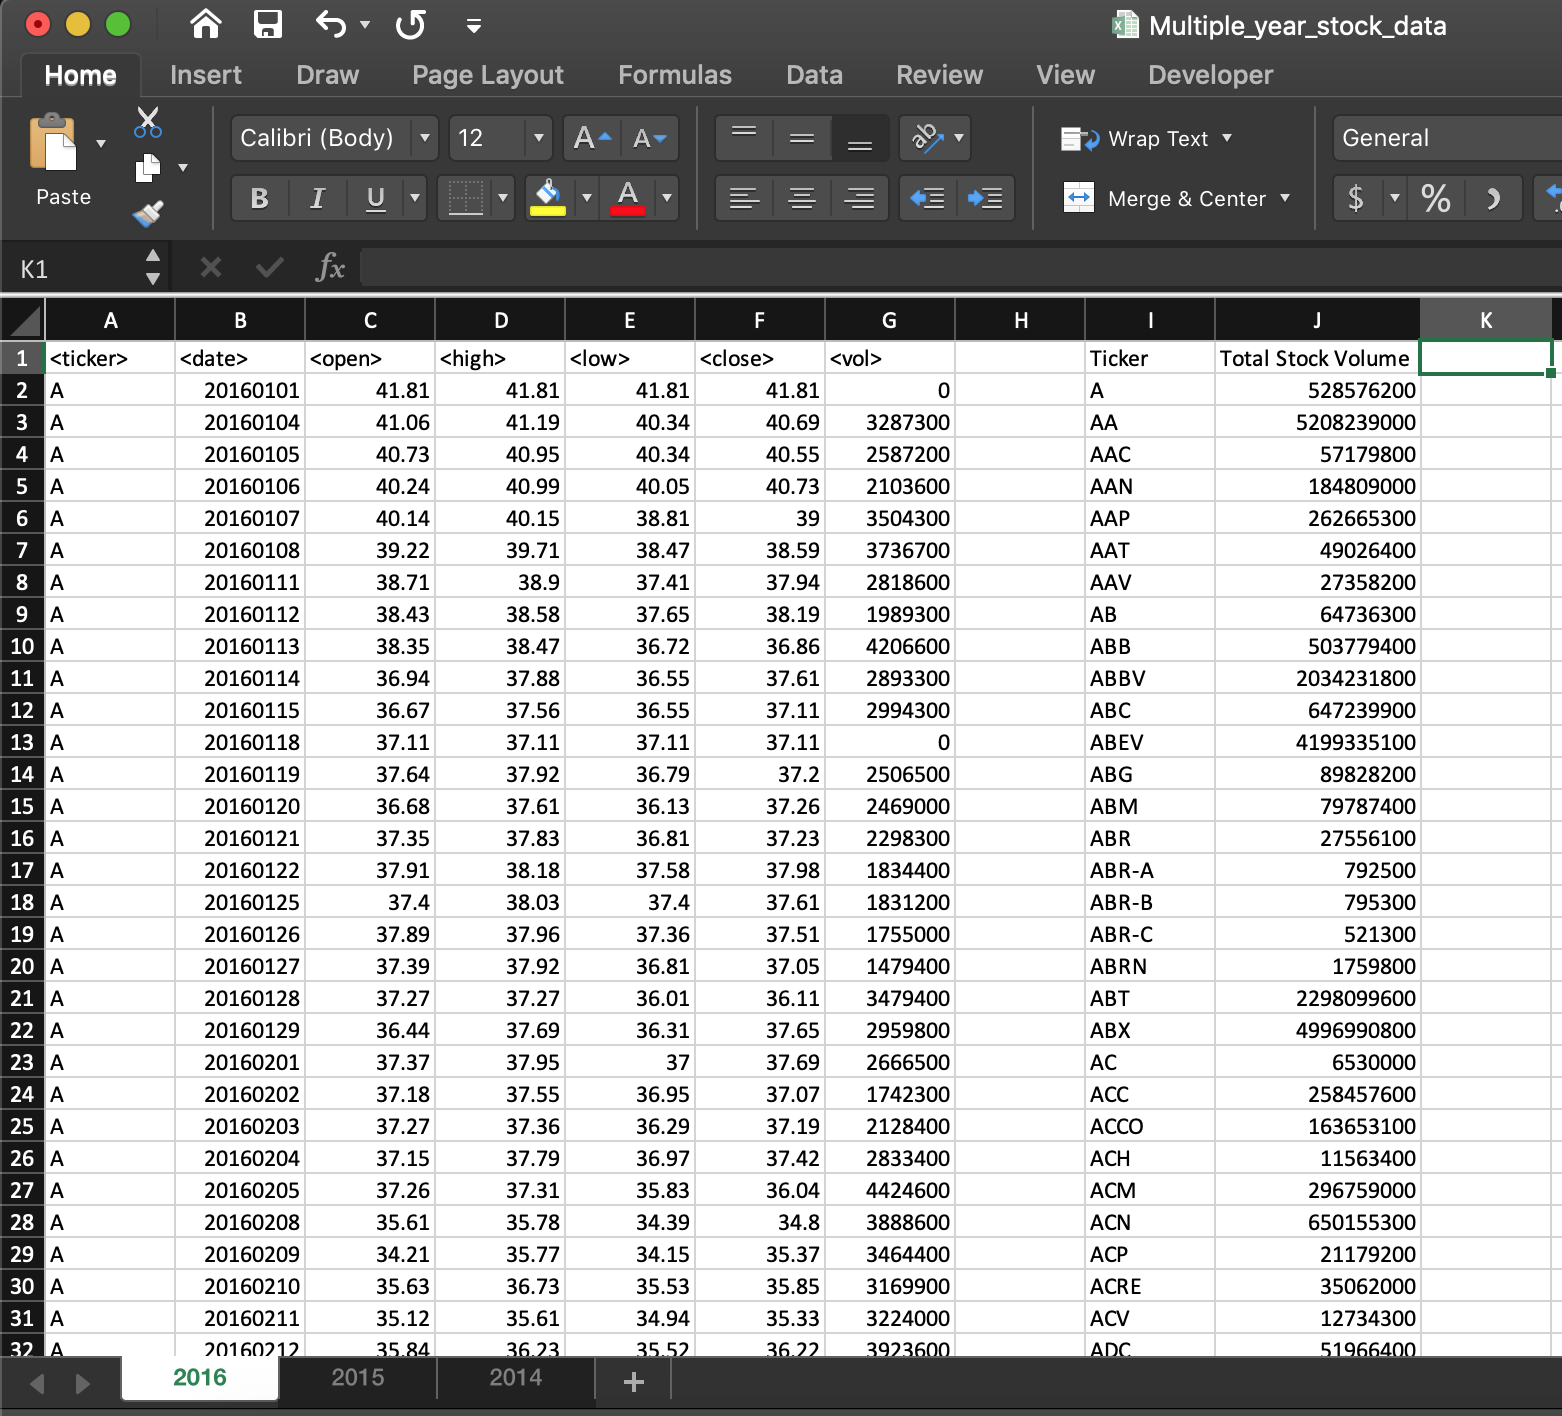 Multiple_year_stock_data
Home Insert Draw Page Layout Formulas Data Review View Developer
Paste
Calibri (Body) 12 A A ab Wrap Text General
B I U A Merge & Center $ % )
K1 fx
A B C D E F G H I J K
1 <ticker> <date> <open> <high> <low> <close> <vol> Ticker Total Stock Volume
2 A 20160101 41.81 41.81 41.81 41.81 0 A 528576200
3 A 20160104 41.06 41.19 40.34 40.69 3287300 AA 5208239000
4 A 20160105 40.73 40.95 40.34 40.55 2587200 AAC 57179800
5 A 20160106 40.24 40.99 40.05 40.73 2103600 AAN 184809000
6 A 20160107 40.14 40.15 38.81 39 3504300 AAP 262665300
7 A 20160108 39.22 39.71 38.47 38.59 3736700 AAT 49026400
8 A 20160111 38.71 38.9 37.41 37.94 2818600 AAV 27358200
9 A 20160112 38.43 38.58 37.65 38.19 1989300 AB 64736300
10 A 20160113 38.35 38.47 36.72 36.86 4206600 ABB 503779400
11 A 20160114 36.94 37.88 36.55 37.61 2893300 ABBV 2034231800
12 A 20160115 36.67 37.56 36.55 37.11 2994300 ABC 647239900
13 A 20160118 37.11 37.11 37.11 37.11 0 ABEV 4199335100
14 A 20160119 37.64 37.92 36.79 37.2 2506500 ABG 89828200
15 A 20160120 36.68 37.61 36.13 37.26 2469000 ABM 79787400
16 A 20160121 37.35 37.83 36.81 37.23 2298300 ABR 27556100
17 A 20160122 37.91 38.18 37.58 37.98 1834400 ABR-A 792500
18 A 20160125 37.4 38.03 37.4 37.61 1831200 ABR-B 795300
19 A 20160126 37.89 37.96 37.36 37.51 1755000 ABR-C 521300
20 A 20160127 37.39 37.92 36.81 37.05 1479400 ABRN 1759800
21 A 20160128 37.27 37.27 36.01 36.11 3479400 ABT 2298099600
22 A 20160129 36.44 37.69 36.31 37.65 2959800 ABX 4996990800
23 A 20160201 37.37 37.95 37 37.69 2666500 AC 6530000
24 A 20160202 37.18 37.55 36.95 37.07 1742300 ACC 258457600
25 A 20160203 37.27 37.36 36.29 37.19 2128400 ACCO 163653100
26 A 20160204 37.15 37.79 36.97 37.42 2833400 ACH 11563400
27 A 20160205 37.26 37.31 35.83 36.04 4424600 ACM 296759000
28 A 20160208 35.61 35.78 34.39 34.8 3888600 ACN 650155300
29 A 20160209 34.21 35.77 34.15 35.37 3464400 ACP 21179200
30 A 20160210 35.63 36.73 35.53 35.85 3169900 ACRE 35062000
31 A 20160211 35.12 35.61 34.94 35.33 3224000 ACV 12734300
32 A 20160212 35.84 36.23 35.52 36.22 3923600 ADC 51966400
2016 2015 2014 +